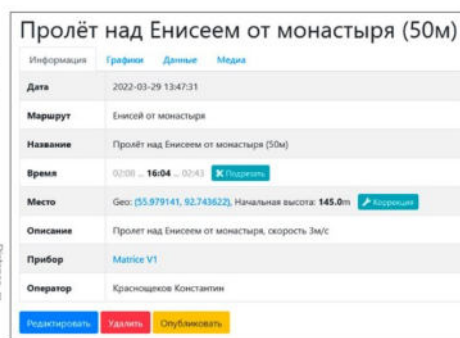 Пролёт над Енисеем от монастыря (50м)
Информация Графики Данные Медиа
Дата 2022-03-29 13:47:31
Маршрут Енисей от монастыря
Название Пролёт над Енисеем от монастыря (50м)
Время 02:00 .. 16:04 .. 02:43 Подрезать
Место Geo: (55.979141, 92.743622), Начальная высота: 145.0m Коррекция
Описание Пролет над Енисеем от монастыря, скорость 3м/с
Прибор Matrice V1
Оператор Краснощеков Константин
Редактировать Удалить Опубликовать